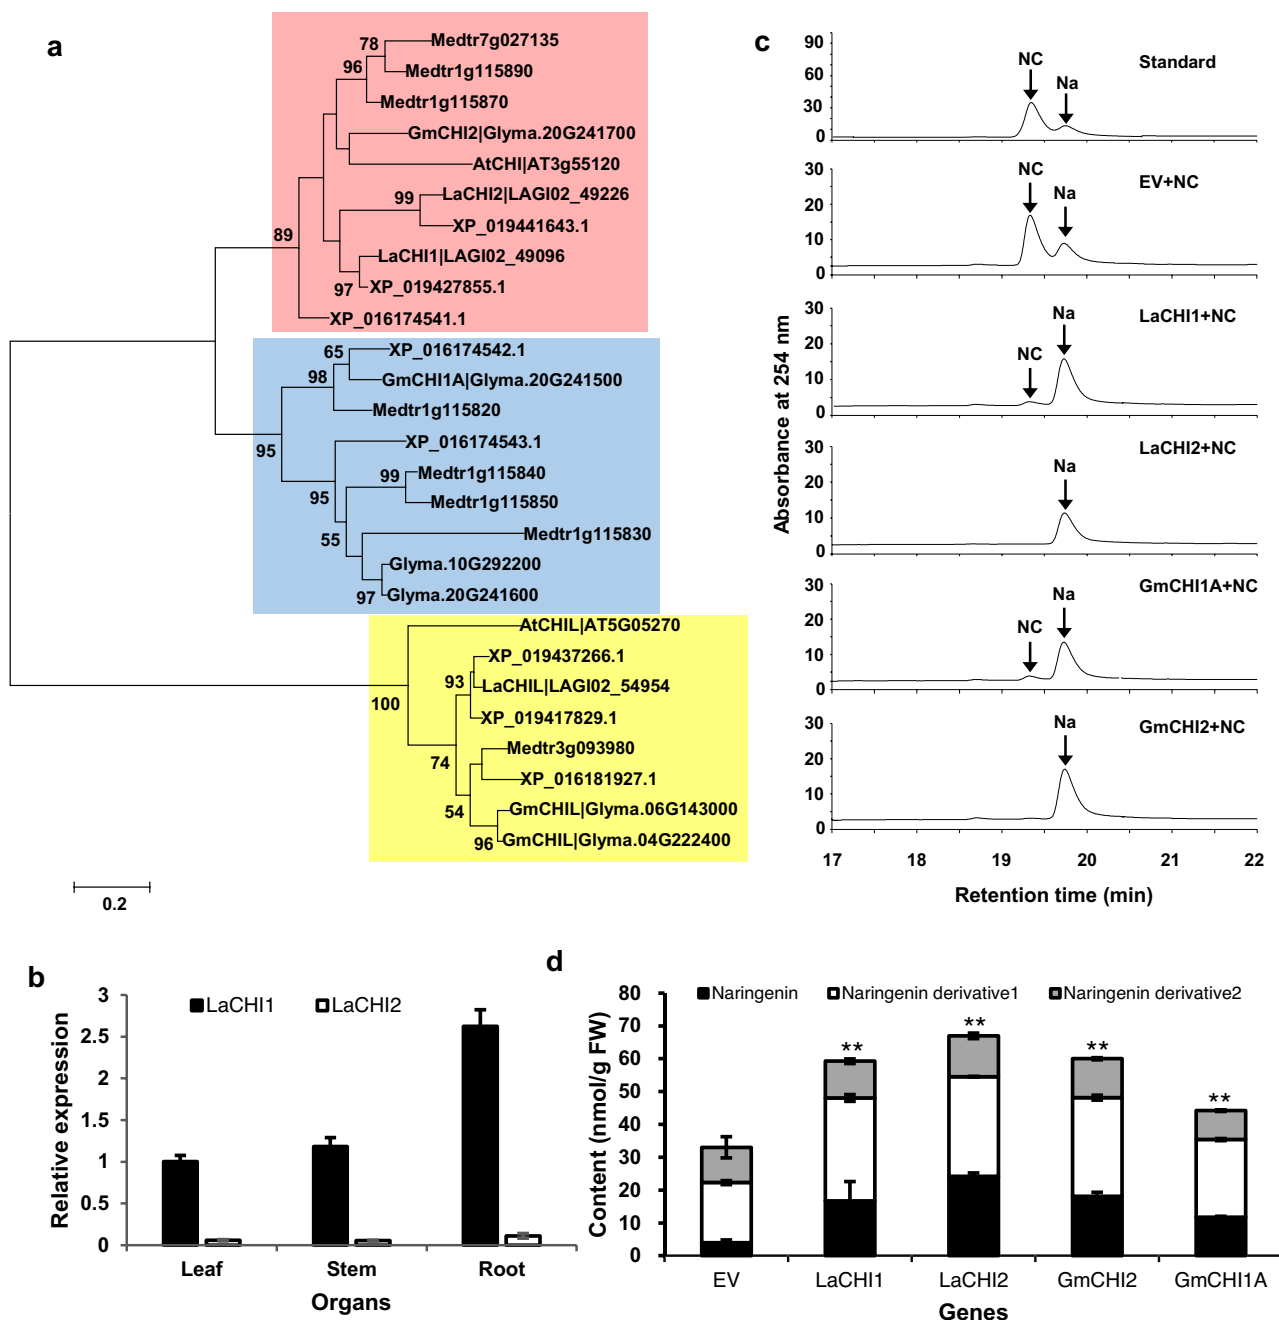 a
78
Medtr7g027135
96
Medtr1g115890
Medtr1g115870
GmCHI2|Glyma.20G241700
AtCHI|AT3g55120
99
LaCHI2|LAGI02_49226
XP_019441643.1
89
LaCHI1|LAGI02_49096
97
XP_019427855.1
XP_016174541.1
65
XP_016174542.1
98
GmCHI1A|Glyma.20G241500
Medtr1g115820
95
XP_016174543.1
99
Medtr1g115840
95
Medtr1g115850
55
Medtr1g115830
Glyma.10G292200
97
Glyma.20G241600
AtCHIL|AT5G05270
XP_019437266.1
93
LaCHIL|LAGI02_54954
100
XP_019417829.1
74
Medtr3g093980
XP_016181927.1
54
GmCHIL|Glyma.06G143000
96
GmCHIL|Glyma.04G222400
0.2
c
Absorbance at 254 nm
90
60
30
0
NC
Na
Standard
30
20
10
0
NC
Na
EV+NC
30
20
10
0
NC
Na
LaCHI1+NC
30
20
10
0
Na
LaCHI2+NC
30
20
10
0
NC
Na
GmCHI1A+NC
30
20
10
0
Na
GmCHI2+NC
17 18 19 20 21 22
Retention time (min)
b
LaCHI1 LaCHI2
Relative expression
3
2.5
2
1.5
1
0.5
0
Leaf Stem Root
Organs
d
Naringenin Naringenin derivative1 Naringenin derivative2
Content (nmol/g FW)
80
70
60
50
40
30
20
10
0
**
**
**
**
EV LaCHI1 LaCHI2 GmCHI2 GmCHI1A
Genes